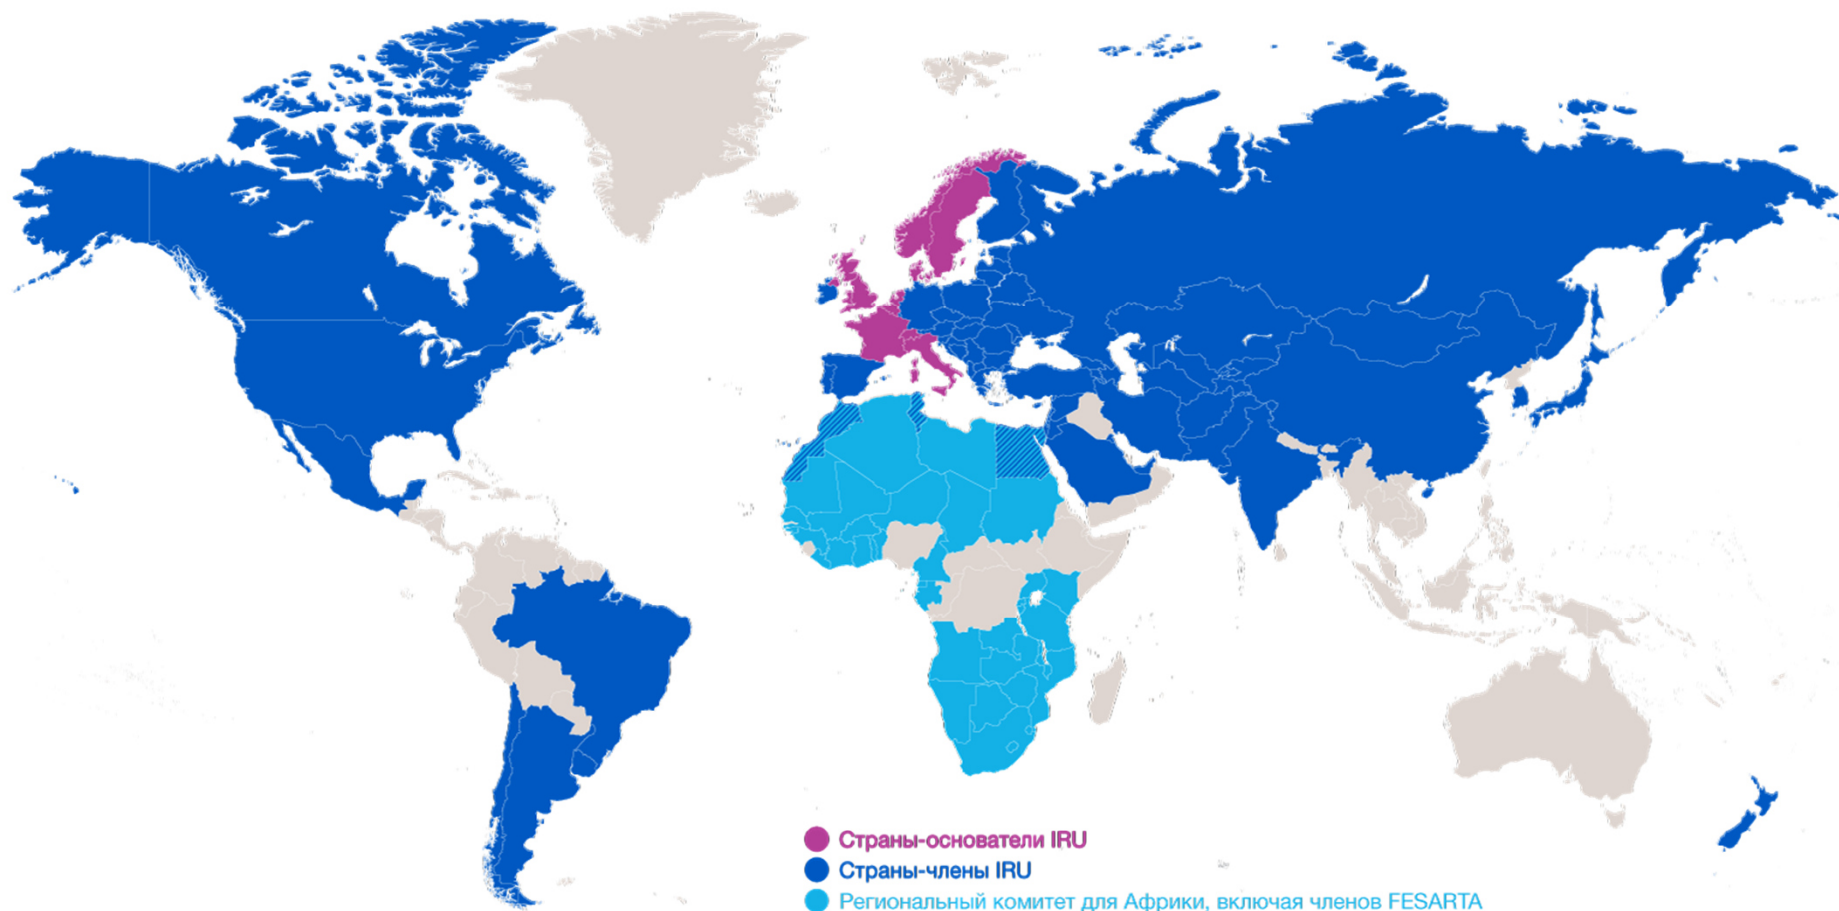 Страны-основатели IRU
Страны-члены IRU
Региональный комитет для Африки, включая членов FESARTA